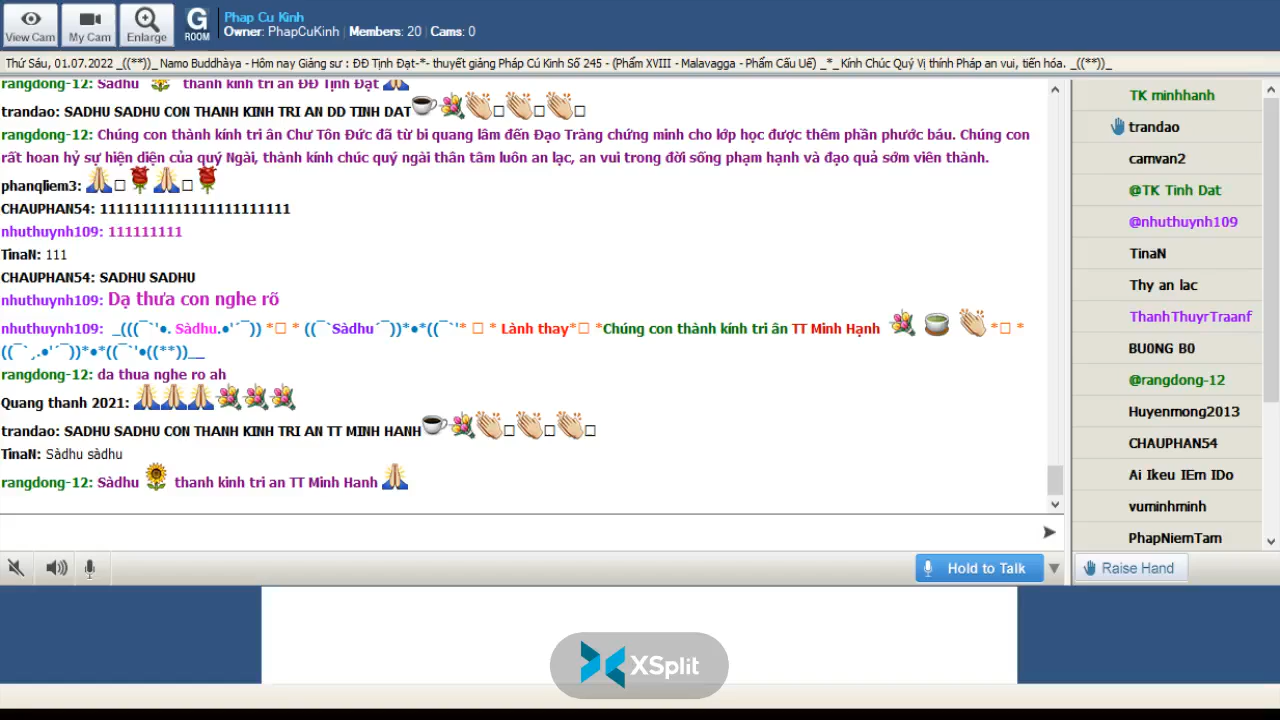 View Cam
My Cam
Enlarge
G
ROOM
Phap Cu Kinh
Owner: PhapCuKinh | Members: 20 | Cams: 0
Thứ Sáu, 01.07.2022 _((**))_ Namo Buddhàya - Hôm nay Giảng sư : ĐĐ Tịnh Đạt-*- thuyết giảng Pháp Cú Kinh Số 245 - (Phẩm XVIII - Malavagga - Phẩm Cấu Uế) _*_ Kính Chúc Quý Vị thính Pháp an vui, tiến hóa. _((**))_
rangdong-12: Sàdhu thanh kinh tri an ĐĐ Tịnh Đạt
trandao: SADHU SADHU CON THANH KINH TRI AN DD TINH DAT
rangdong-12: Chúng con thành kính tri ân Chư Tôn Đức đã từ bi quang lâm đến Đạo Tràng chứng minh cho lớp học được thêm phần phước báu. Chúng con
rất hoan hỷ sự hiện diện của quý Ngài, thành kính chúc quý ngài thân tâm luôn an lạc, an vui trong đời sống phạm hạnh và đạo quả sớm viên thành.
phanqliem3:
CHAUPHAN54: 11111111111111111111111
nhuthuynh109: 111111111
TinaN: 111
CHAUPHAN54: SADHU SADHU
nhuthuynh109: Dạ thưa con nghe rõ
nhuthuynh109: _(((¯`'•. Sàdhu.•'´¯)) *□ * ((¯`Sàdhu´¯))*•*((¯`'* □ * Lành thay*□ *Chúng con thành kính tri ân TT Minh Hạnh *□ *
((¯`¸.•'´¯))*•*((¯`'•((**))__
rangdong-12: da thua nghe ro ah
Quang thanh 2021:
trandao: SADHU SADHU CON THANH KINH TRI AN TT MINH HANH
TinaN: Sàdhu sàdhu
rangdong-12: Sàdhu thanh kinh tri an TT Minh Hanh
Hold to Talk
TK minhhanh
trandao
camvan2
@TK Tinh Dat
@nhuthuynh109
TinaN
Thy an lac
ThanhThuyrTraanf
BU0NG B0
@rangdong-12
Huyenmong2013
CHAUPHAN54
Ai Ikeu IEm IDo
vuminhminh
PhapNiemTam
Raise Hand
XSplit